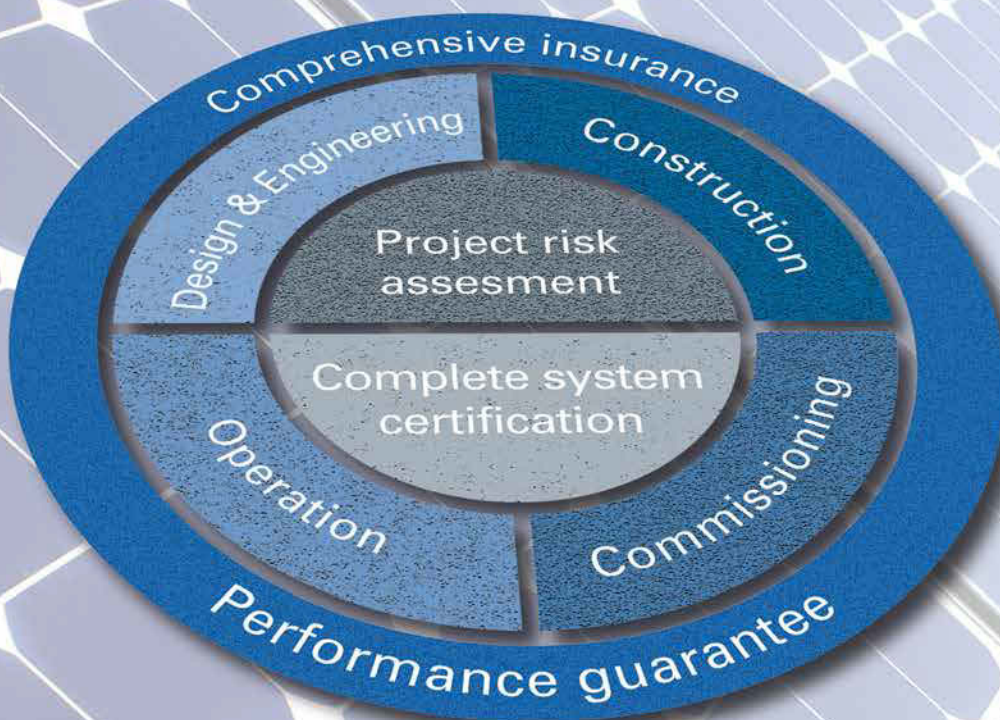 Comprehensive insurance
Design & Engineering
Construction
Project risk
assesment
Complete system
certification
Operation
Commissioning
Performance guarantee